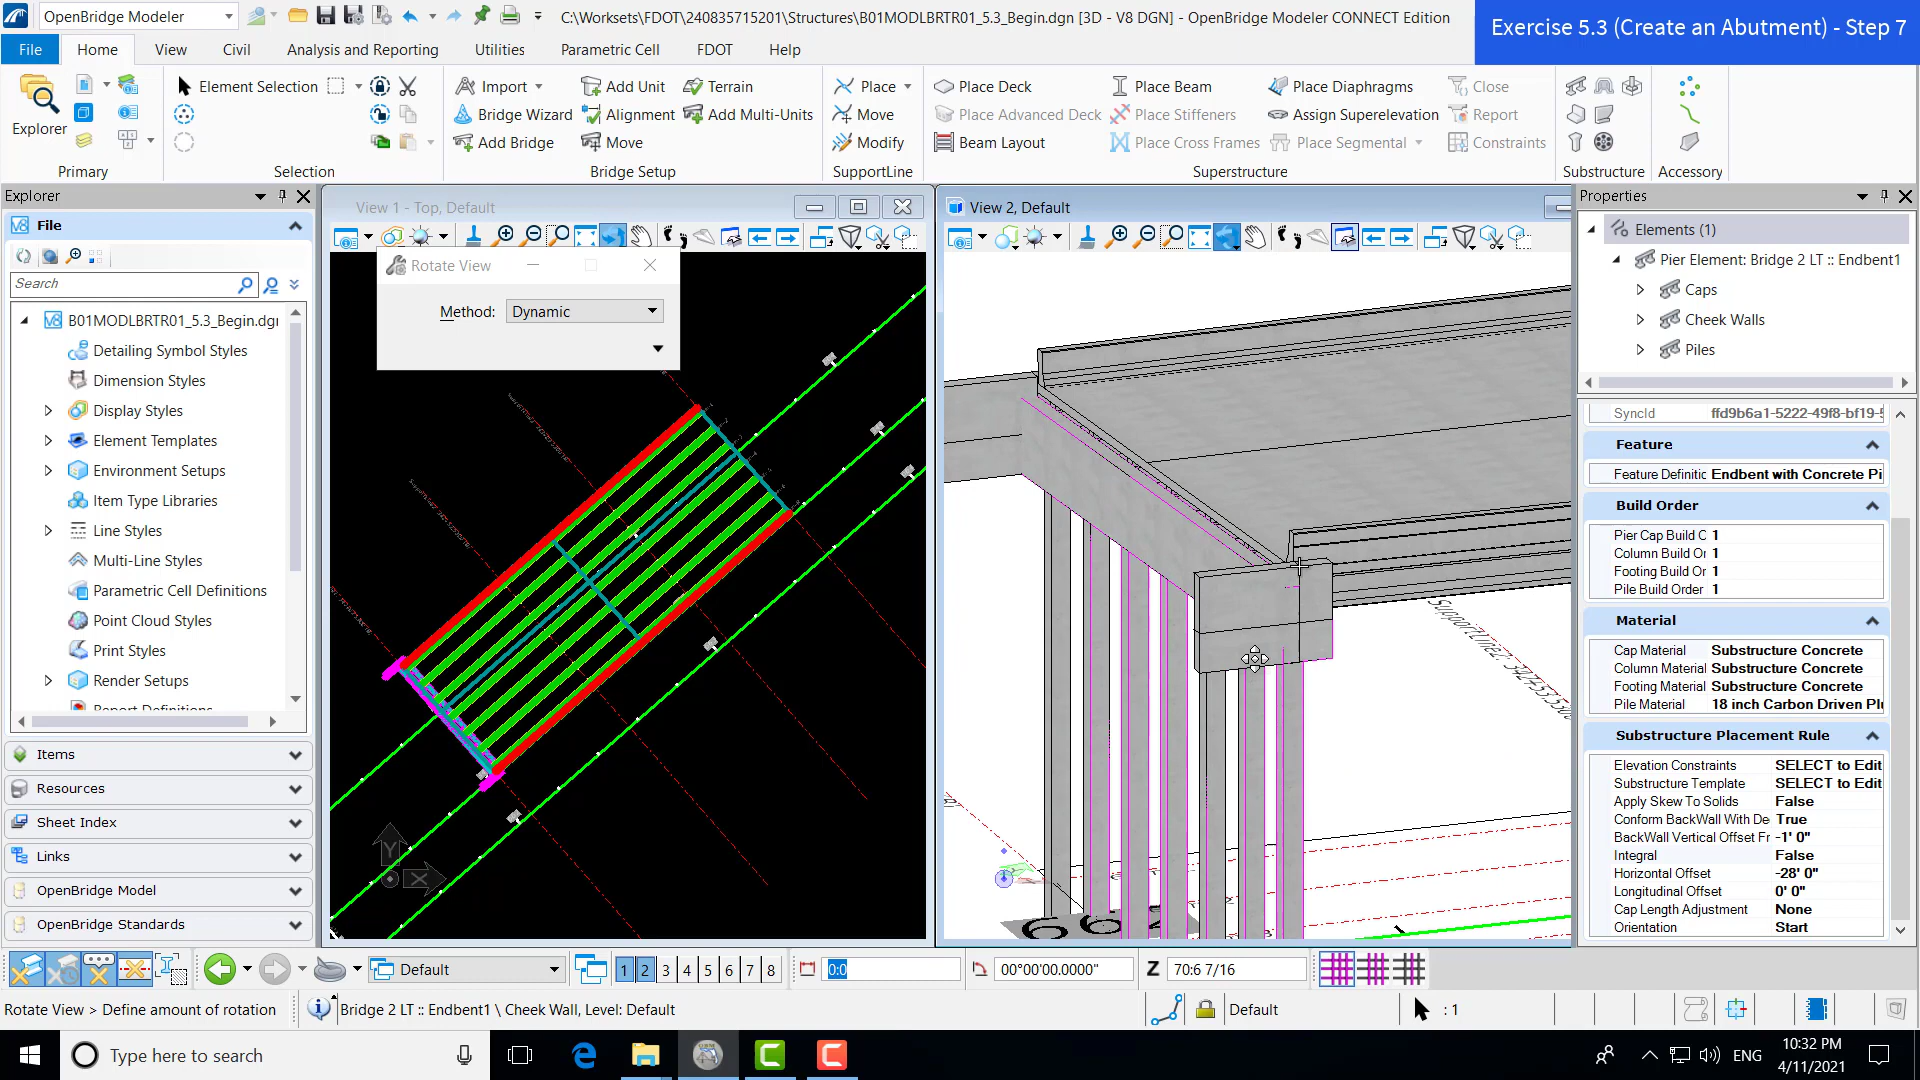 OpenBridge Modeler
C:\Worksets\FDOT\240835715201\Structures\B01MODLBRTR01_5.3_Begin.dgn [3D - V8 DGN] - OpenBridge Modeler CONNECT Edition
Exercise 5.3 (Create an Abutment) - Step 7
File
Home
View
Civil
Analysis and Reporting
Utilities
Parametric Cell
FDOT
Help
Explorer
Primary
Element Selection
Selection
Import
Add Unit
Terrain
Bridge Wizard
Alignment
Add Multi-Units
Add Bridge
Move
Bridge Setup
Place
Move
Modify
SupportLine
Place Deck
Place Beam
Place Diaphragms
Place Advanced Deck
Place Stiffeners
Assign Superelevation
Beam Layout
Place Cross Frames
Place Segmental
Superstructure
Close
Report
Constraints
Substructure
Accessory
Explorer
File
Search
B01MODLBRTR01_5.3_Begin.dgn
Detailing Symbol Styles
Dimension Styles
Display Styles
Element Templates
Environment Setups
Item Type Libraries
Line Styles
Multi-Line Styles
Parametric Cell Definitions
Point Cloud Styles
Print Styles
Render Setups
Report Definitions
Items
Resources
Sheet Index
Links
OpenBridge Model
OpenBridge Standards
View 1 - Top, Default
Rotate View
Method:
Dynamic
Y
X
View 2, Default
Properties
Elements (1)
Pier Element: Bridge 2 LT :: Endbent1
Caps
Cheek Walls
Piles
SyncId ffd9b6a1-5222-49f8-bf19-5
Feature
Feature Definitic Endbent with Concrete Pi
Build Order
Pier Cap Build C 1
Column Build Or 1
Footing Build Or 1
Pile Build Order 1
Material
Cap Material Substructure Concrete
Column Material Substructure Concrete
Footing Material Substructure Concrete
Pile Material 18 inch Carbon Driven Plu
Substructure Placement Rule
Elevation Constraints SELECT to Edit
Substructure Template SELECT to Edit
Apply Skew To Solids False
Conform BackWall With De True
BackWall Vertical Offset Fr -1' 0"
Integral False
Horizontal Offset -28' 0"
Longitudinal Offset 0' 0"
Cap Length Adjustment None
Orientation Start
Default
1 2 3 4 5 6 7 8
0:0
00°00'00.0000"
Z 70:6 7/16
Rotate View > Define amount of rotation
Bridge 2 LT :: Endbent1 \ Cheek Wall, Level: Default
Default
: 1
Type here to search
ENG
10:32 PM
4/11/2021